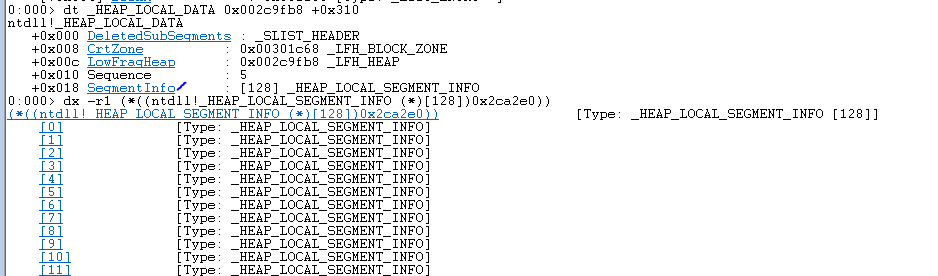 0:000> dt _HEAP_LOCAL_DATA 0x002c9fb8 +0x310
ntdll!_HEAP_LOCAL_DATA
+0x000 DeletedSubSegments : _SLIST_HEADER
+0x008 CrtZone : 0x00301c68 _LFH_BLOCK_ZONE
+0x00c LowFragHeap : 0x002c9fb8 _LFH_HEAP
+0x010 Sequence : 5
+0x018 SegmentInfo : [128] _HEAP_LOCAL_SEGMENT_INFO
0:000> dx -r1 (*((ntdll!_HEAP_LOCAL_SEGMENT_INFO (*)[128])0x2ca2e0))
(*((ntdll!_HEAP_LOCAL_SEGMENT_INFO (*)[128])0x2ca2e0)) [Type: _HEAP_LOCAL_SEGMENT_INFO [128]]
[0] [Type: _HEAP_LOCAL_SEGMENT_INFO]
[1] [Type: _HEAP_LOCAL_SEGMENT_INFO]
[2] [Type: _HEAP_LOCAL_SEGMENT_INFO]
[3] [Type: _HEAP_LOCAL_SEGMENT_INFO]
[4] [Type: _HEAP_LOCAL_SEGMENT_INFO]
[5] [Type: _HEAP_LOCAL_SEGMENT_INFO]
[6] [Type: _HEAP_LOCAL_SEGMENT_INFO]
[7] [Type: _HEAP_LOCAL_SEGMENT_INFO]
[8] [Type: _HEAP_LOCAL_SEGMENT_INFO]
[9] [Type: _HEAP_LOCAL_SEGMENT_INFO]
[10] [Type: _HEAP_LOCAL_SEGMENT_INFO]
[11] [Type: _HEAP_LOCAL_SEGMENT_INFO]